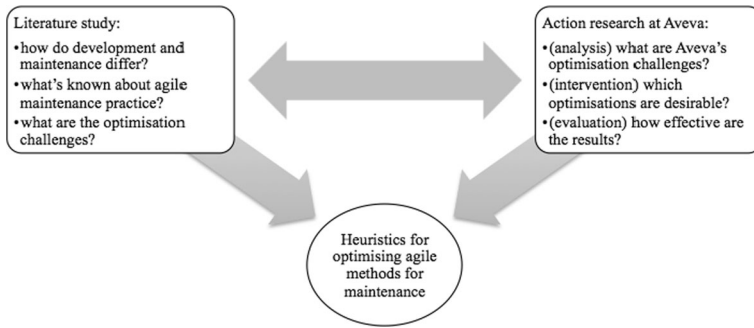 Literature study:
•how do development and
maintenance differ?
•what's known about agile
maintenance practice?
•what are the optimisation
challenges?
Action research at Aveva:
•(analysis) what are Aveva's
optimisation challenges?
•(intervention) which
optimisations are desirable?
•(evaluation) how effective are
the results?
Heuristics for
optimising agile
methods for
maintenance